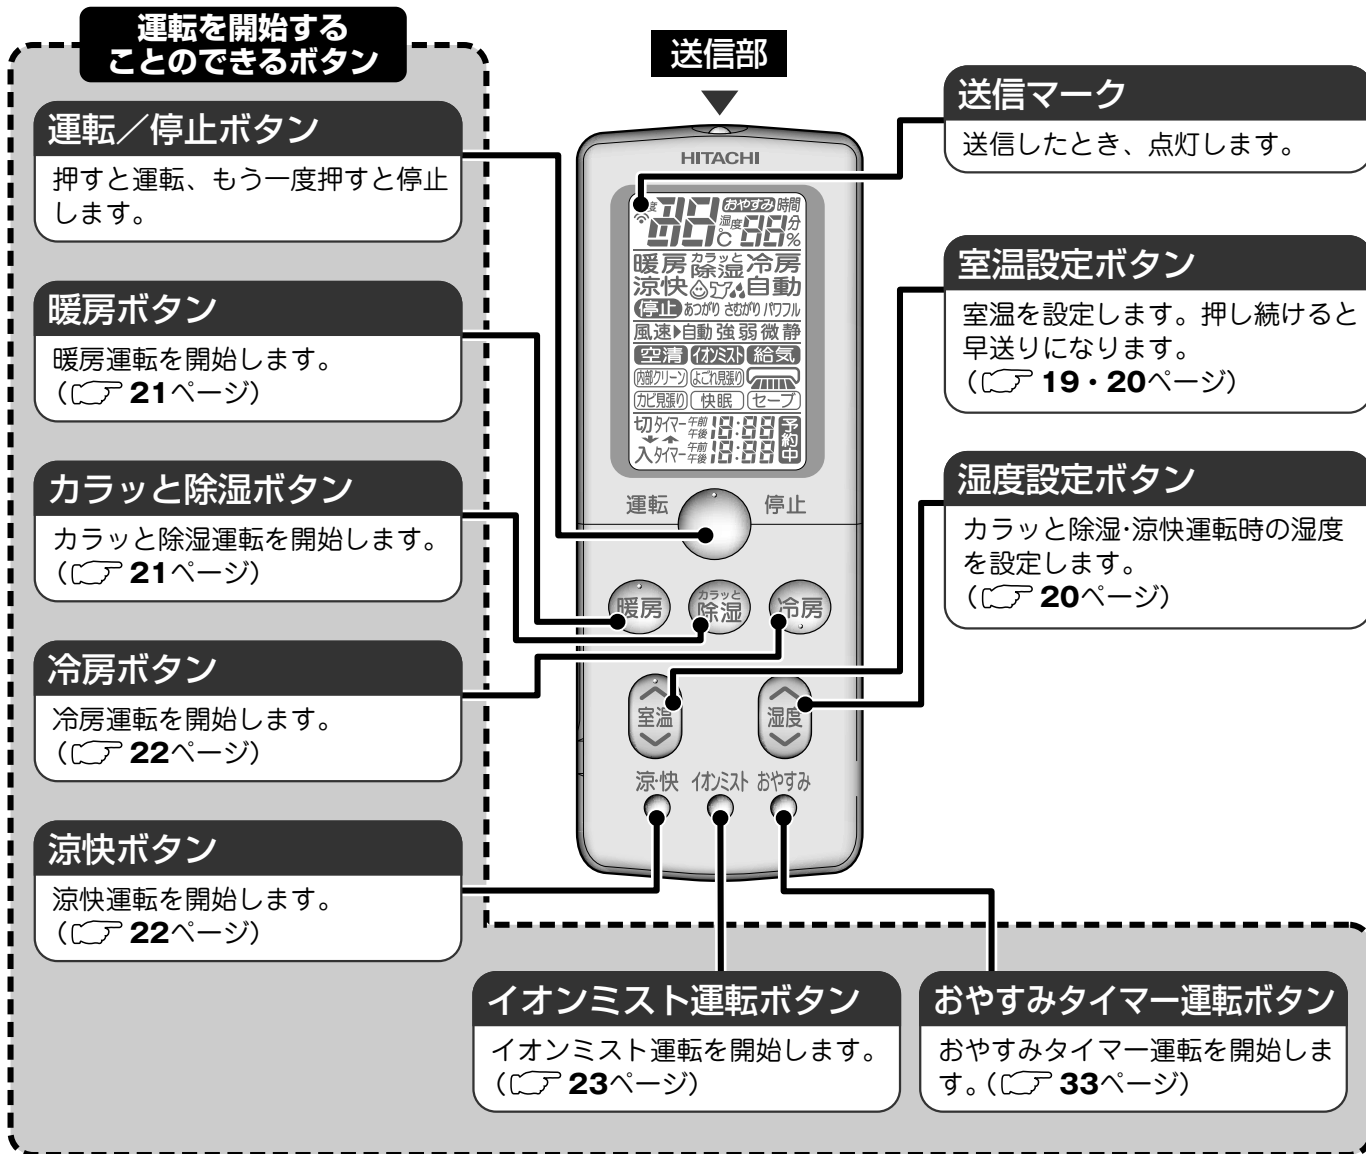 運転を開始する
ことのできるボタン
送信部
運転／停止ボタン
押すと運転、もう一度押すと停止
します。
暖房ボタン
暖房運転を開始します。
（ 21ページ）
カラッと除湿ボタン
カラッと除湿運転を開始します。
（ 21ページ）
冷房ボタン
冷房運転を開始します。
（ 22ページ）
涼快ボタン
涼快運転を開始します。
（ 22ページ）
HITACHI
度 88 おやすみ 時間
℃ 湿度 88 分 %
暖房 カラッと除湿 冷房
涼快 自動
停止 あつがり さむがり パワフル
風速▶自動 強 弱 微 静
空清 イオンミスト 給気
内部クリーン よごれ見張り
カビ見張り 快眠 セーブ
切タイマー 午前 午後 18:88 予約中
入タイマー 午前 午後 18:88
運転 停止
暖房 カラッと除湿 冷房
室温 湿度
涼・快 イオンミスト おやすみ
送信マーク
送信したとき、点灯します。
室温設定ボタン
室温を設定します。押し続けると
早送りになります。
（ 19・20ページ）
湿度設定ボタン
カラッと除湿・涼快運転時の湿度
を設定します。
（ 20ページ）
イオンミスト運転ボタン
イオンミスト運転を開始します。
（ 23ページ）
おやすみタイマー運転ボタン
おやすみタイマー運転を開始しま
す。（ 33ページ）